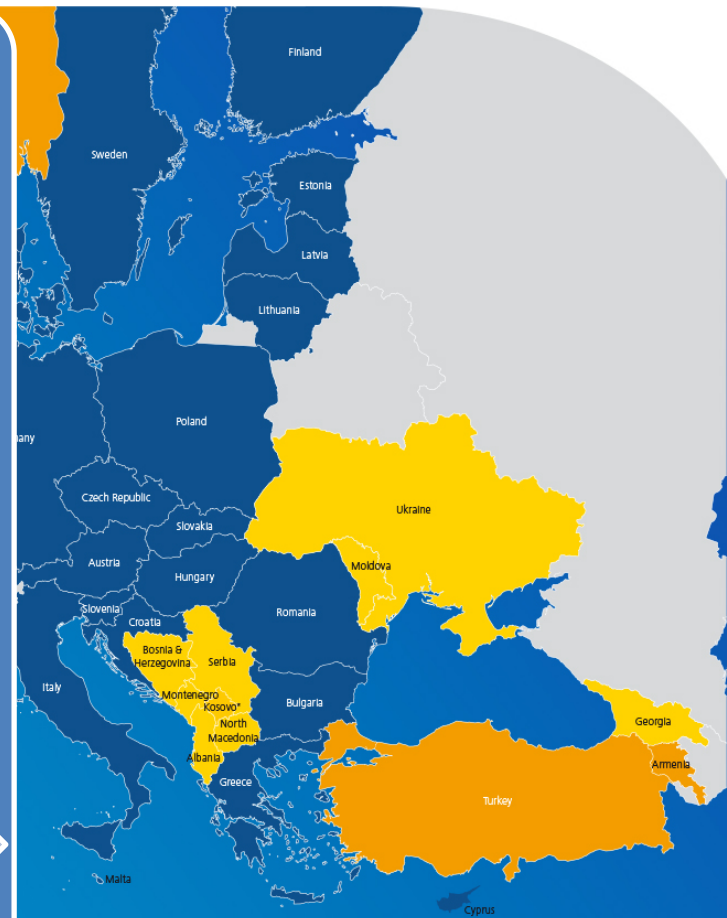 Finland
Sweden
Estonia
Latvia
Lithuania
Poland
any
Czech Republic
Ukraine
Slovakia
Austria
Moldova
Hungary
Slovenia
Croatia
Romania
Bosnia &
Herzegovina
Serbia
Italy
Montenegro
Kosovo*
Bulgaria
North
Macedonia
Georgia
Albania
Armenia
Greece
Turkey
Malta
Cyprus